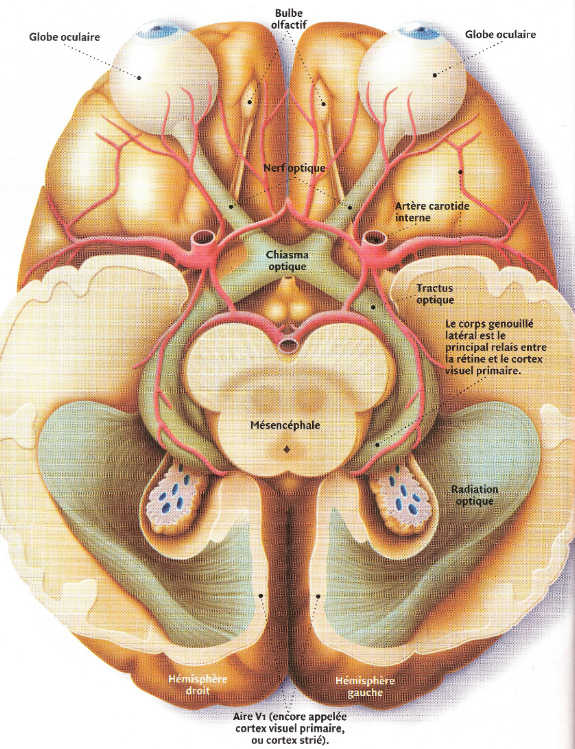 Bulbe
olfactif
Globe oculaire
Globe oculaire
Nerf optique
Artère carotide
interne
Chiasma
optique
Tractus
optique
Le corps genouillé
latéral est le
principal relais entre
la rétine et le cortex
visuel primaire.
Mésencéphale
Radiation
optique
Hémisphère
droit
Hémisphère
gauche
Aire V1 (encore appelée
cortex visuel primaire,
ou cortex strié).